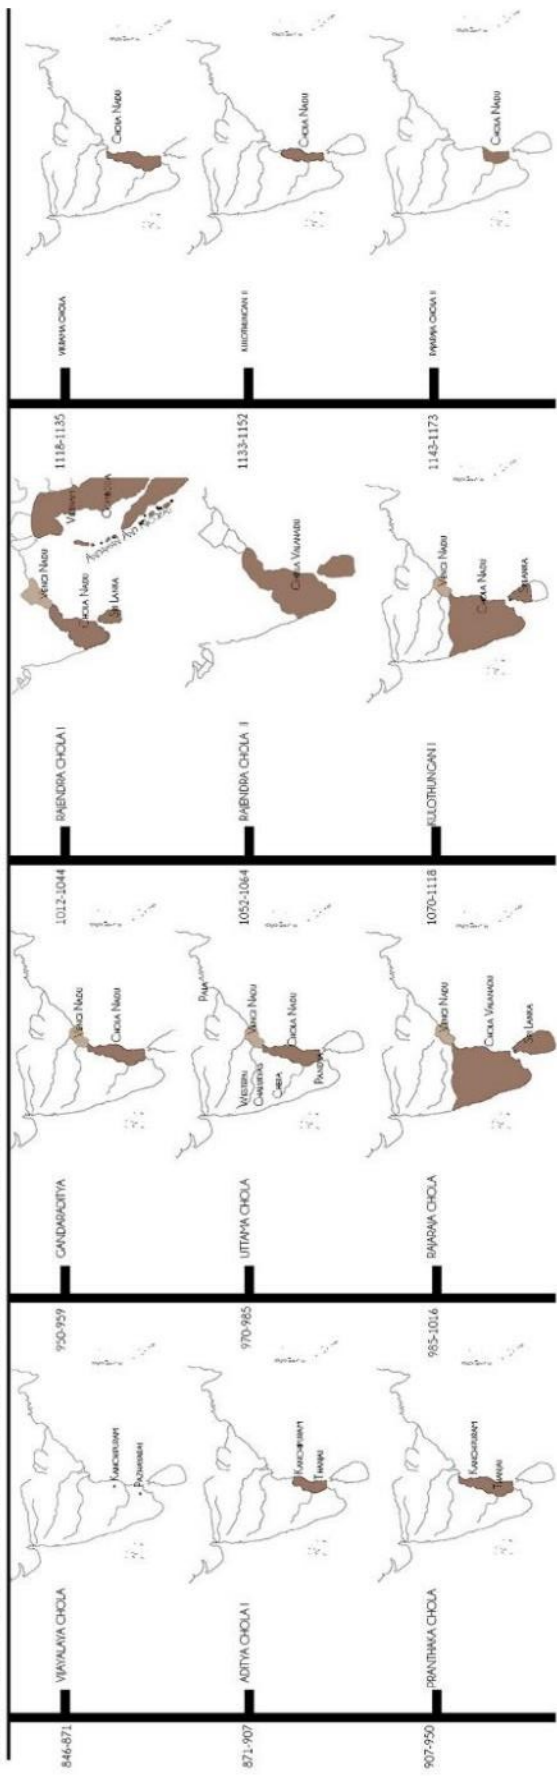 846-871
VIJAYALAYA CHOLA
KANCHIPURAM
PAZHAYARAI
871-907
ADITYA CHOLA I
KANCHIPURAM
THANJAI
907-950
PRANTHAKA CHOLA
KANCHIPURAM
THANJAI
950-959
GANDARADITYA
VENGI NADU
CHOLA NADU
970-985
UTTAMA CHOLA
PALA
WESTERN
CHALUKYAS
VENGI NADU
CHERA
CHOLA NADU
PANDYA
985-1016
RAJARAJA CHOLA
VENGI NADU
CHOLA VALANADU
SRI LANKA
1012-1044
RAJENDRA CHOLA I
VENGI NADU
CHOLA NADU
SRI LANKA
1052-1064
RAJENDRA CHOLA II
CHOLA VALANADU
1070-1118
KULOTHUNGAN I
VENGI NADU
CHOLA NADU
SRILANKA
1118-1135
VIKRAMA CHOLA
CHOLA NADU
1133-1152
KULOTHUNGAN II
CHOLA NADU
1143-1173
RAJARAJA CHOLA II
CHOLA NADU